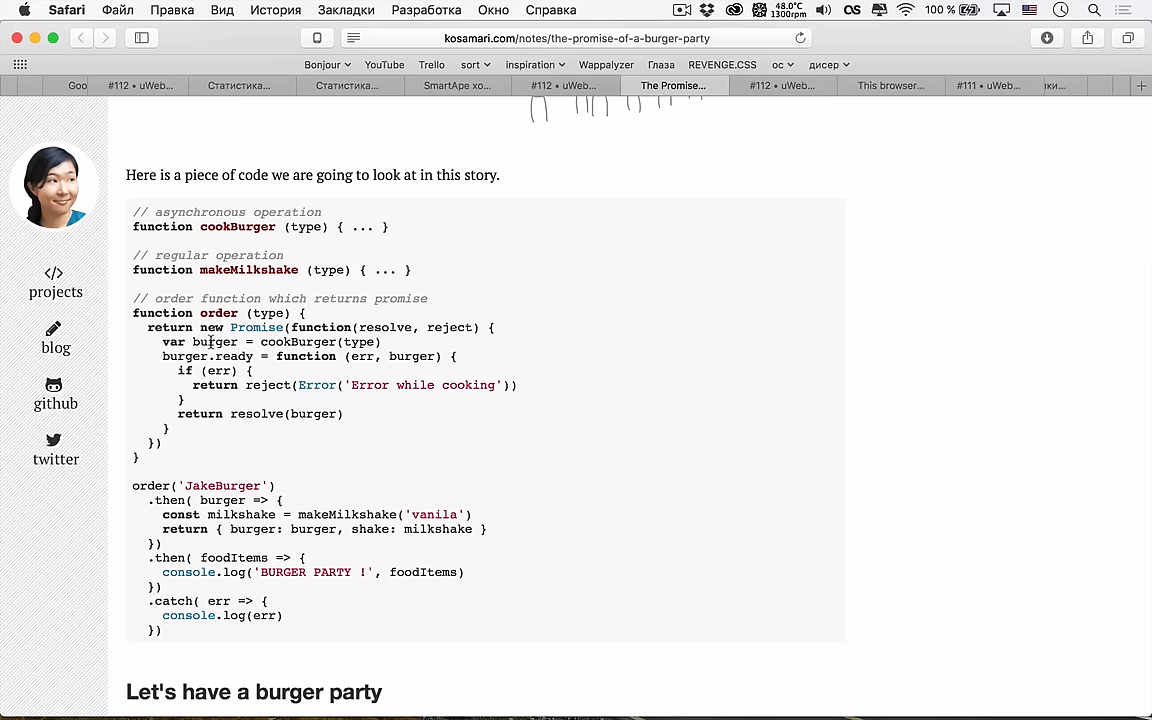 Safari Файл Правка Вид История Закладки Разработка Окно Справка 48.0°C 1300rpm 100 %
kosamari.com/notes/the-promise-of-a-burger-party
Bonjour YouTube Trello sort inspiration Wappalyzer Глаза REVENGE.CSS ос дисер
Goo #112 • uWeb... Статистика... Статистика... SmartApe хо... #112 • uWeb... The Promise... #112 • uWeb... This browser... #111 • uWeb... ки...
Here is a piece of code we are going to look at in this story.
// asynchronous operation
function cookBurger (type) { ... }
// regular operation
function makeMilkshake (type) { ... }
// order function which returns promise
function order (type) {
return new Promise(function(resolve, reject) {
var burger = cookBurger(type)
burger.ready = function (err, burger) {
if (err) {
return reject(Error('Error while cooking'))
}
return resolve(burger)
}
})
}
order('JakeBurger')
.then( burger => {
const milkshake = makeMilkshake('vanila')
return { burger: burger, shake: milkshake }
})
.then( foodItems => {
console.log('BURGER PARTY !', foodItems)
})
.catch( err => {
console.log(err)
})
Let's have a burger party
</> projects
blog
github
twitter